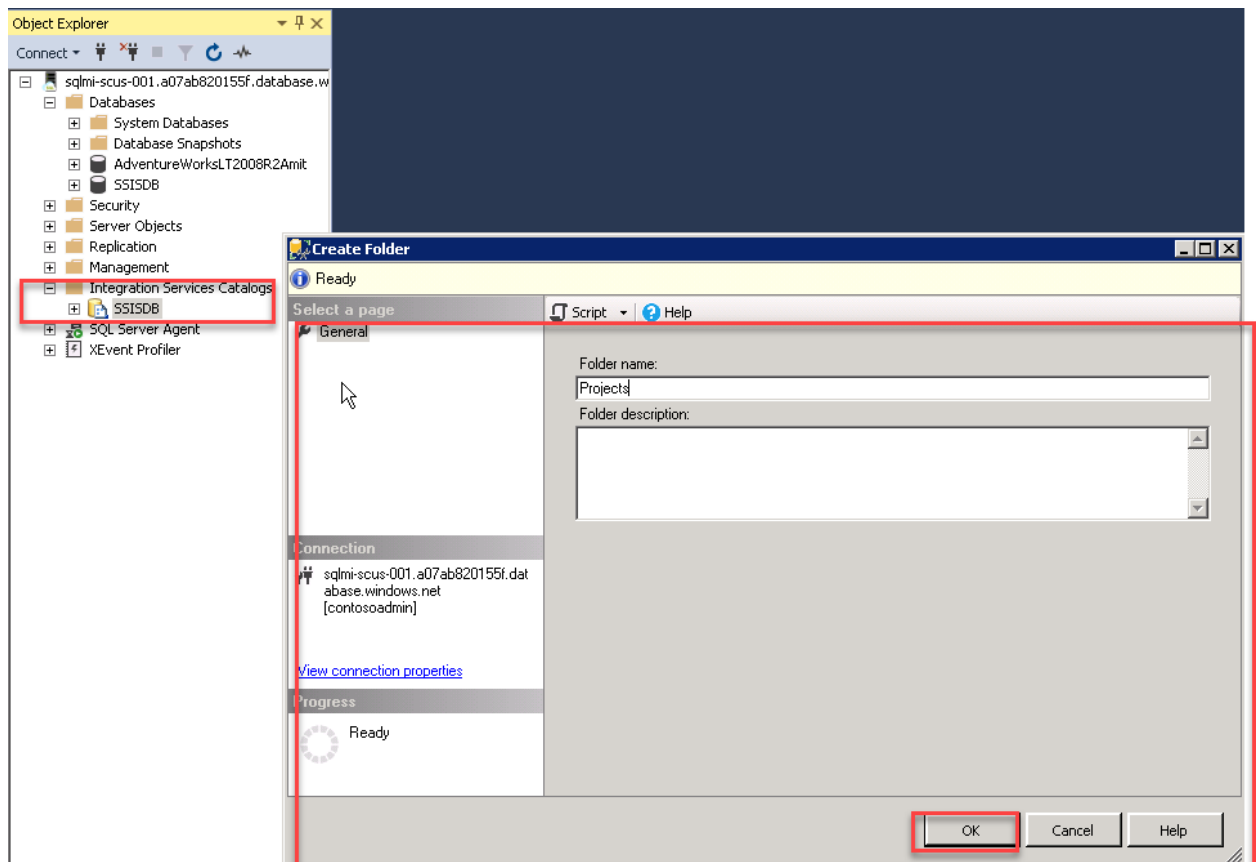 Object Explorer
Connect
sqlmi-scus-001.a07ab820155f.database.w
Databases
System Databases
Database Snapshots
AdventureWorksLT2008R2Amit
SSISDB
Security
Server Objects
Replication
Management
Integration Services Catalogs
SSISDB
SQL Server Agent
XEvent Profiler
Create Folder
Ready
Select a page
General
Script
Help
Folder name:
Projects
Folder description:
Connection
sqlmi-scus-001.a07ab820155f.dat
abase.windows.net
[contosoadmin]
View connection properties
Progress
Ready
OK
Cancel
Help